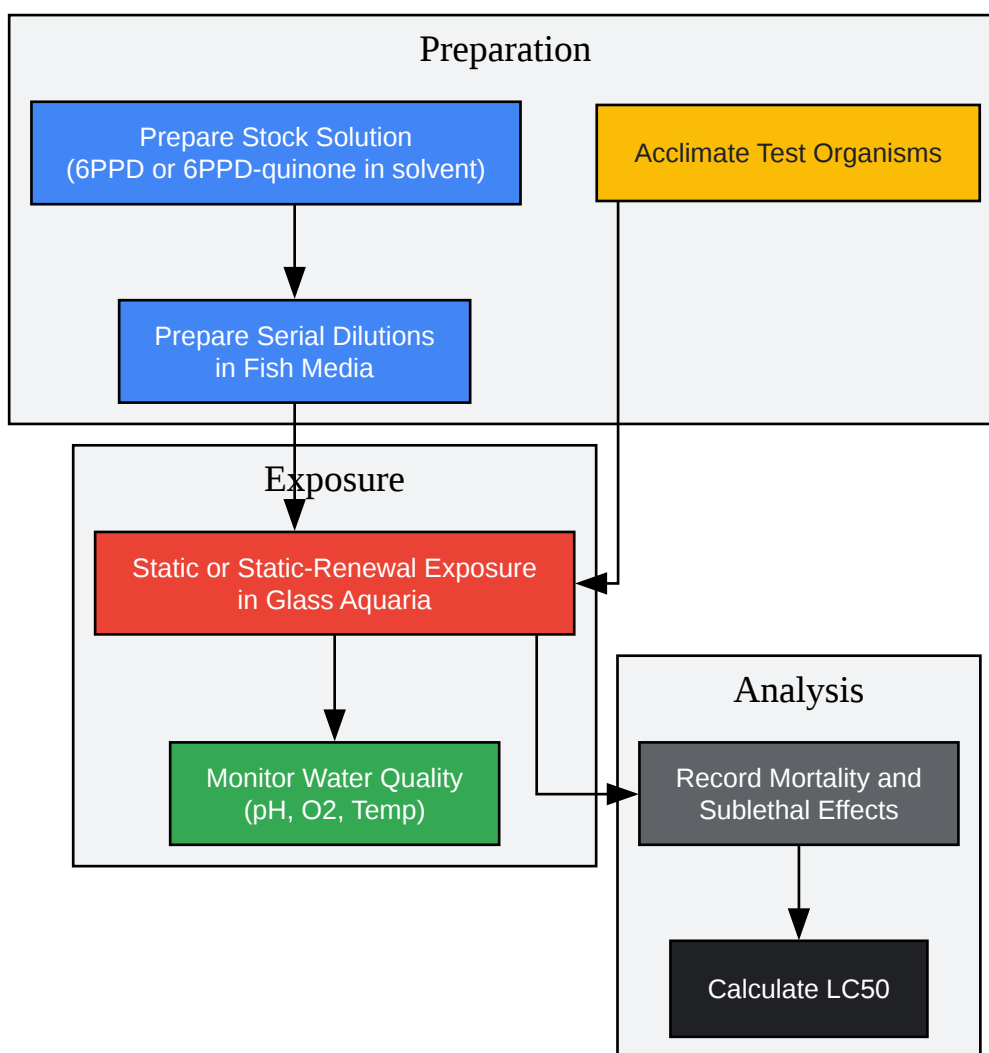 Preparation
Prepare Stock Solution
(6PPD or 6PPD-quinone in solvent)
Acclimate Test Organisms
Prepare Serial Dilutions
in Fish Media
Exposure
Static or Static-Renewal Exposure
in Glass Aquaria
Monitor Water Quality
(pH, O2, Temp)
Analysis
Record Mortality and
Sublethal Effects
Calculate LC50